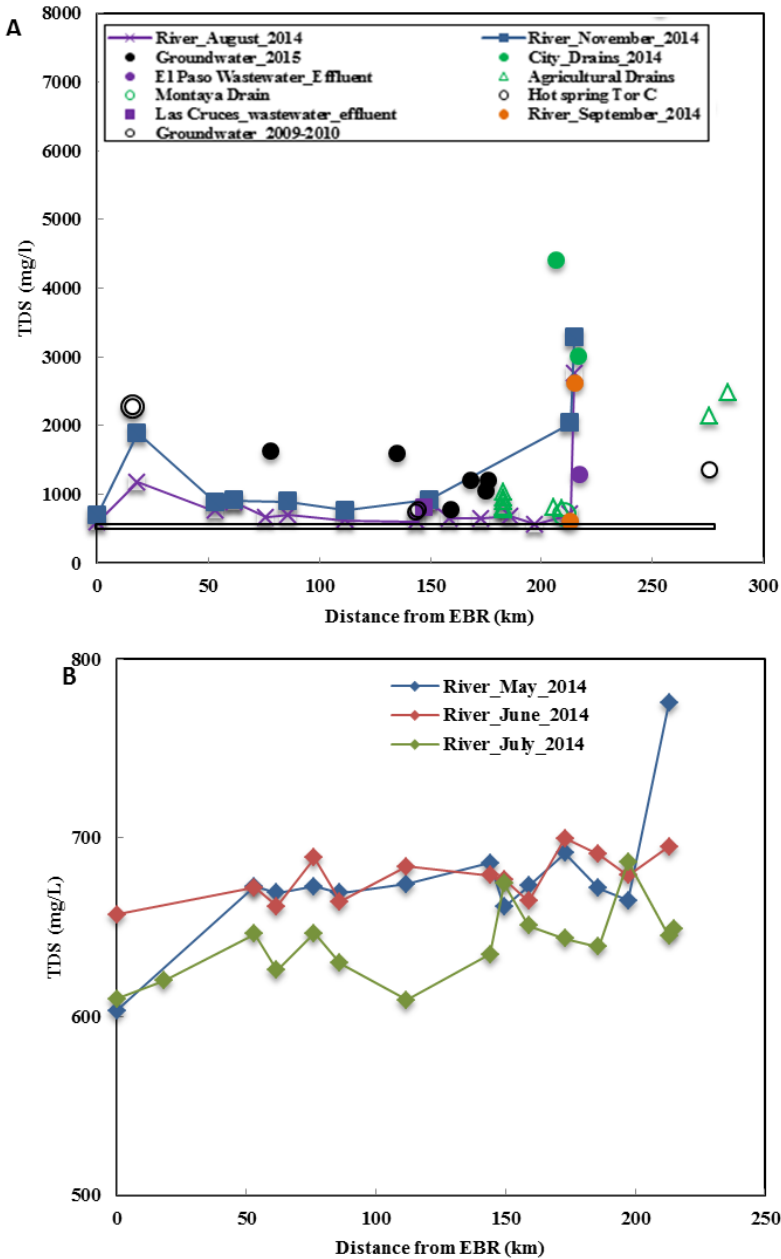 A
River_August_2014 River_November_2014
Groundwater_2015 City_Drains_2014
El Paso Wastewater_Effluent Agricultural Drains
Montaya Drain Hot spring T or C
Las Cruces_wastewater_effluent River_September_2014
Groundwater_2009-2010
8000
7000
6000
5000
4000
3000
2000
1000
0
TDS (mg/l)
0 50 100 150 200 250 300
Distance from EBR (km)
B
River_May_2014
River_June_2014
River_July_2014
800
700
600
500
TDS (mg/L)
0 50 100 150 200 250
Distance from EBR (km)